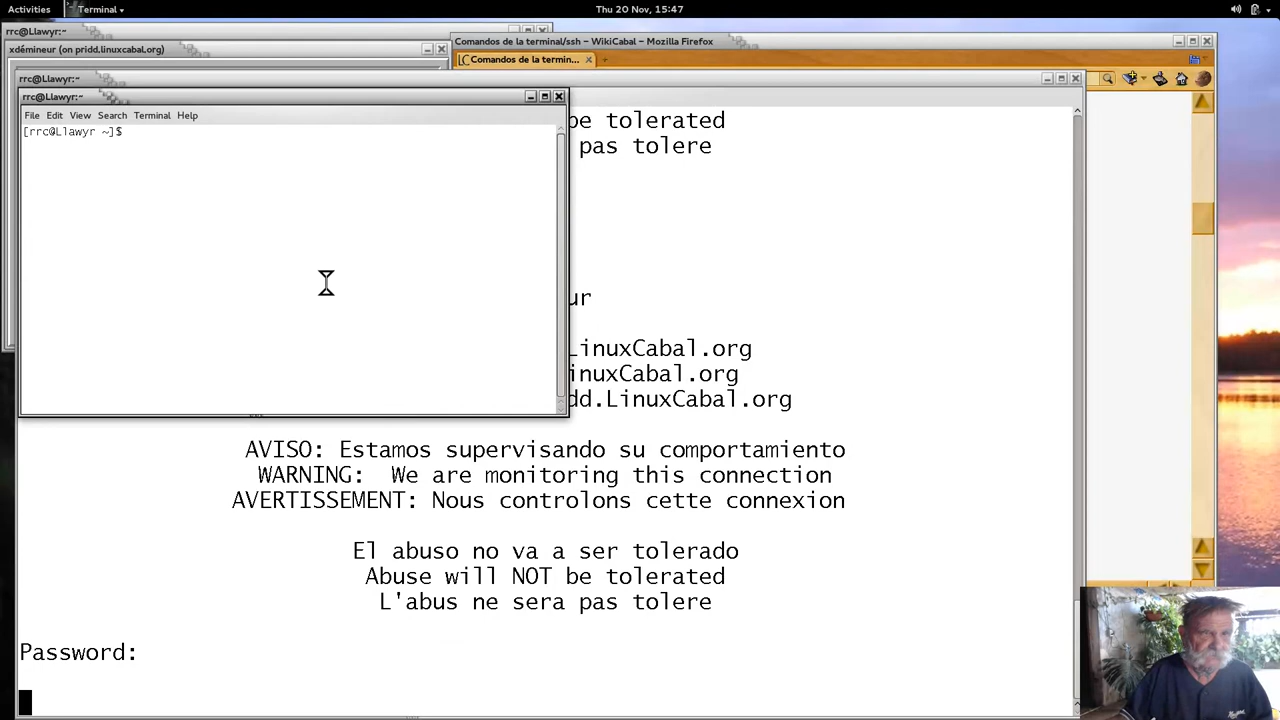 Activities
Terminal
Thu 20 Nov, 15:47
rrc@Llawyr:~
xdémineur (on pridd.linuxcabal.org)
Comandos de la terminal/ssh – WikiCabal – Mozilla Firefox
Comandos de la termin...
rrc@Llawyr:~
rrc@Llawyr:~
File Edit View Search Terminal Help
[rrc@Llawyr ~]$
be tolerated
pas tolere
ur
LinuxCabal.org
inuxCabal.org
dd.LinuxCabal.org
AVISO: Estamos supervisando su comportamiento
WARNING: We are monitoring this connection
AVERTISSEMENT: Nous controlons cette connexion
El abuso no va a ser tolerado
Abuse will NOT be tolerated
L'abus ne sera pas tolere
Password: